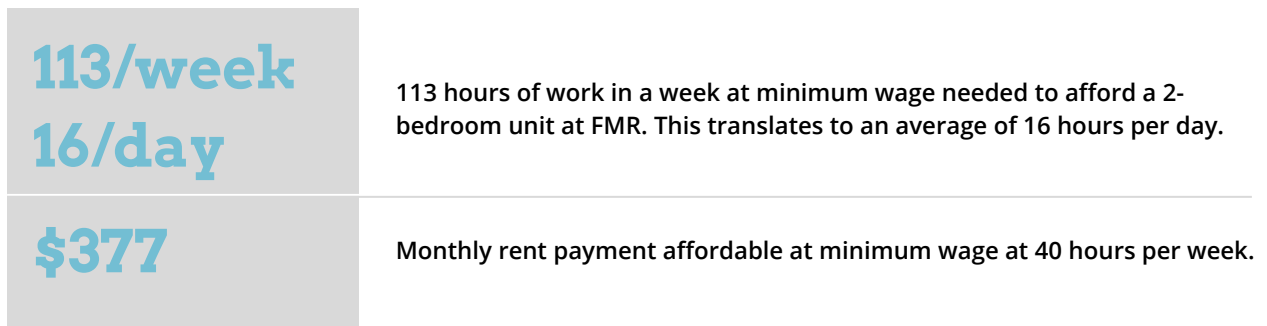 113/week
16/day
113 hours of work in a week at minimum wage needed to afford a 2-
bedroom unit at FMR. This translates to an average of 16 hours per day.
$377
Monthly rent payment affordable at minimum wage at 40 hours per week.